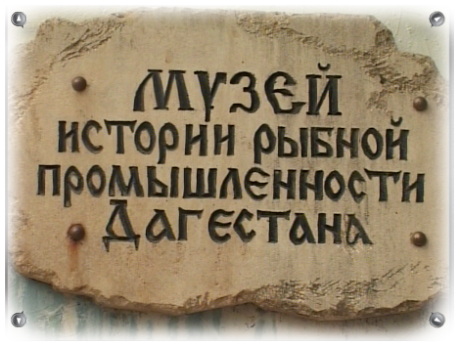 Музей
истории рыбной
промышленности
Дагестана